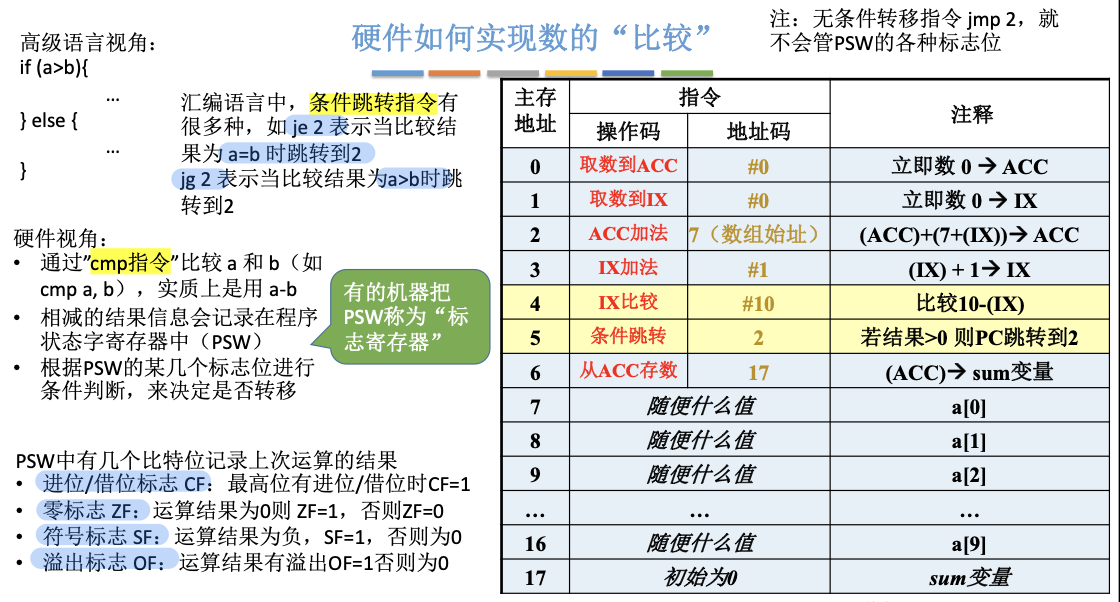 硬件如何实现数的“比较”
注：无条件转移指令 jmp 2，就
不会管PSW的各种标志位
高级语言视角：
if (a>b){
...
} else {
...
}
汇编语言中，条件跳转指令有
很多种，如 je 2 表示当比较结
果为 a=b 时跳转到2
jg 2 表示当比较结果为a>b时跳
转到2
硬件视角：
• 通过”cmp指令”比较 a 和 b（如
cmp a, b），实质上是用 a-b
• 相减的结果信息会记录在程序
状态字寄存器中（PSW）
• 根据PSW的某几个标志位进行
条件判断，来决定是否转移
有的机器把
PSW称为“标
志寄存器”
PSW中有几个比特位记录上次运算的结果
• 进位/借位标志 CF：最高位有进位/借位时CF=1
• 零标志 ZF：运算结果为0则 ZF=1，否则ZF=0
• 符号标志 SF：运算结果为负，SF=1，否则为0
• 溢出标志 OF：运算结果有溢出OF=1否则为0
主存
地址 指令 注释
操作码 地址码
0 取数到ACC #0 立即数 0 → ACC
1 取数到IX #0 立即数 0 → IX
2 ACC加法 7（数组始址） (ACC)+(7+(IX))→ ACC
3 IX加法 #1 (IX) + 1→ IX
4 IX比较 #10 比较10-(IX)
5 条件跳转 2 若结果>0 则PC跳转到2
6 从ACC存数 17 (ACC)→ sum变量
7 随便什么值 a[0]
8 随便什么值 a[1]
9 随便什么值 a[2]
... ... ...
16 随便什么值 a[9]
17 初始为0 sum变量